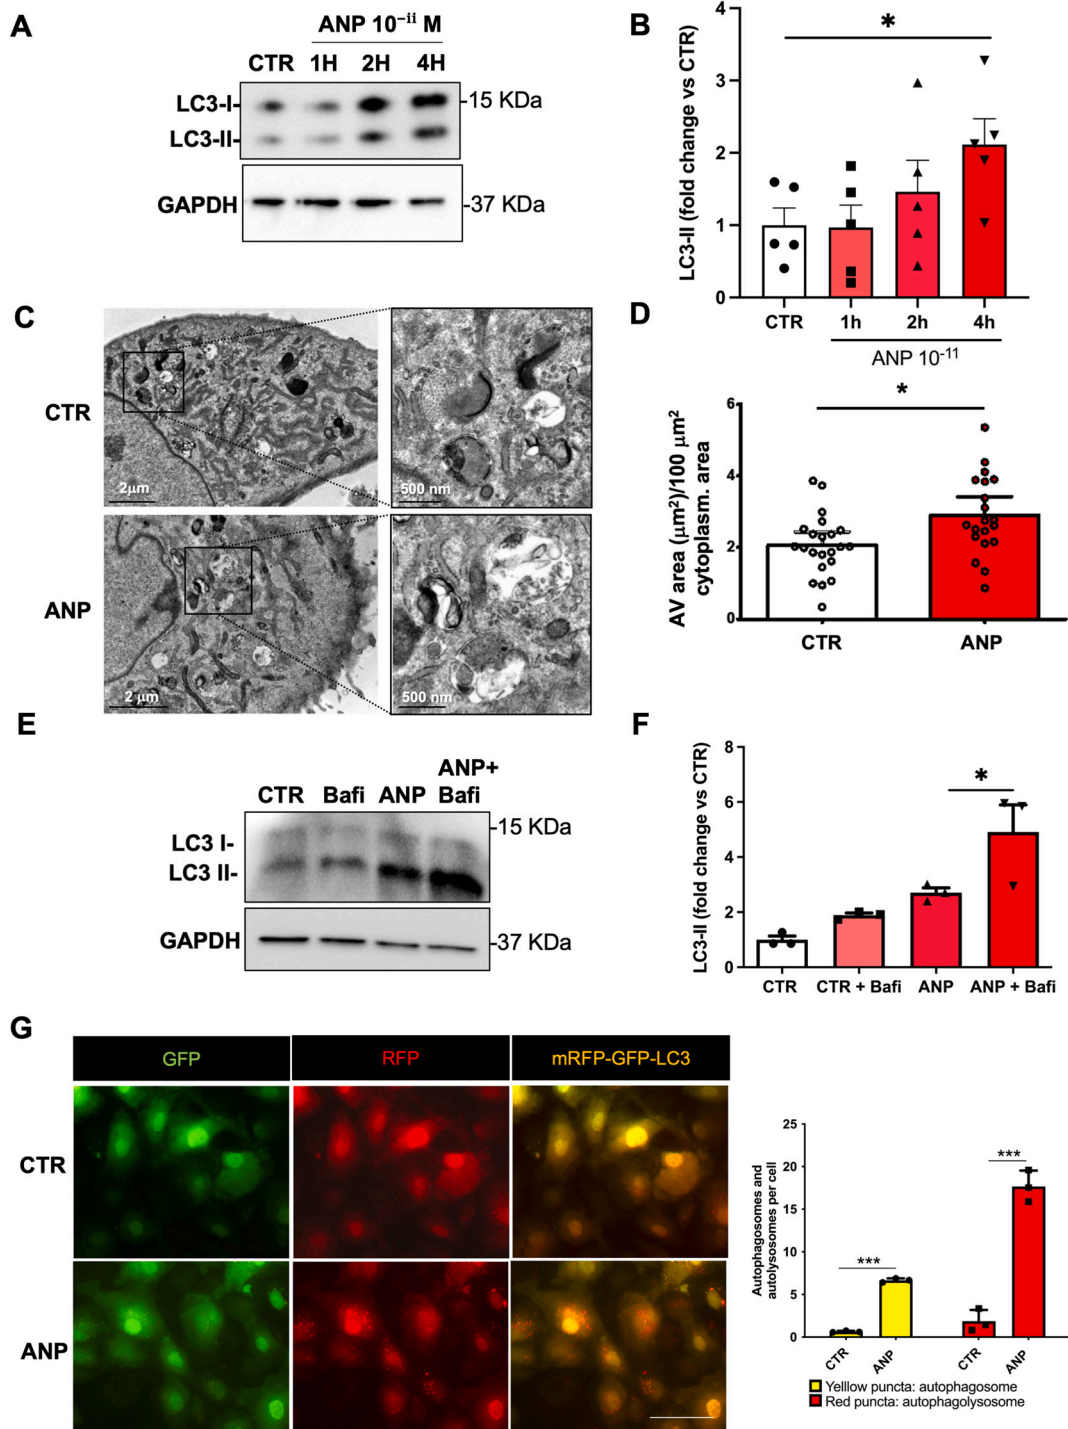 A
ANP 10⁻ⁱⁱ M
CTR 1H 2H 4H
LC3-I-
-15 KDa
LC3-II-
GAPDH
-37 KDa
B
LC3-II (fold change vs CTR)
4
3
2
1
0
*
CTR 1h 2h 4h
ANP 10⁻¹¹
C
CTR
2μm
500 nm
ANP
2 μm
500 nm
D
AV area (μm²)/100 μm²
cytoplasm. area
6
4
2
0
*
CTR ANP
E
CTR Bafi ANP ANP+
Bafi
-15 KDa
LC3 I-
LC3 II-
GAPDH
-37 KDa
F
LC3-II (fold change vs CTR)
8
6
4
2
0
*
CTR CTR + Bafi ANP ANP + Bafi
G
GFP RFP mRFP-GFP-LC3
CTR
ANP
Autophagosomes and
autolysosomes per cell
25
20
15
10
5
0
***
***
CTR ANP CTR ANP
Yelllow puncta: autophagosome
Red puncta: autophagolysosome